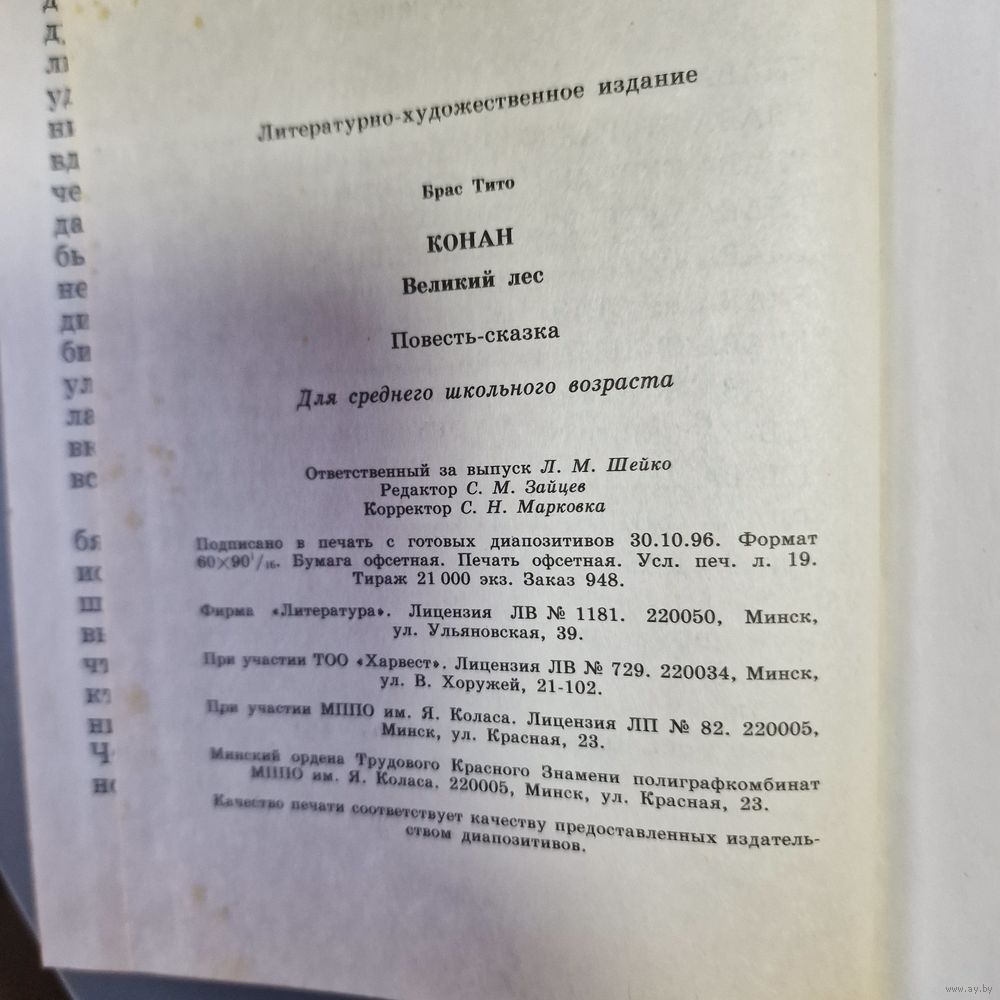 Литературно-художественное издание
Брас Тито
КОНАН
Великий лес
Повесть-сказка
Для среднего школьного возраста
Ответственный за выпуск Л. М. Шейко
Редактор С. М. Зайцев
Корректор С. Н. Марковка
Подписано в печать с готовых диапозитивов 30.10.96. Формат
60×90¹/₁₆. Бумага офсетная. Печать офсетная. Усл. печ. л. 19.
Тираж 21 000 экз. Заказ 948.
Фирма «Литература». Лицензия ЛВ № 1181. 220050, Минск,
ул. Ульяновская, 39.
При участии ТОО «Харвест». Лицензия ЛВ № 729. 220034, Минск,
ул. В. Хоружей, 21-102.
При участии МППО им. Я. Коласа. Лицензия ЛП № 82. 220005,
Минск, ул. Красная, 23.
Минский ордена Трудового Красного Знамени полиграфкомбинат
МППО им. Я. Коласа. 220005, Минск, ул. Красная, 23.
Качество печати соответствует качеству предоставленных издатель-
ством диапозитивов.
www.ay.by